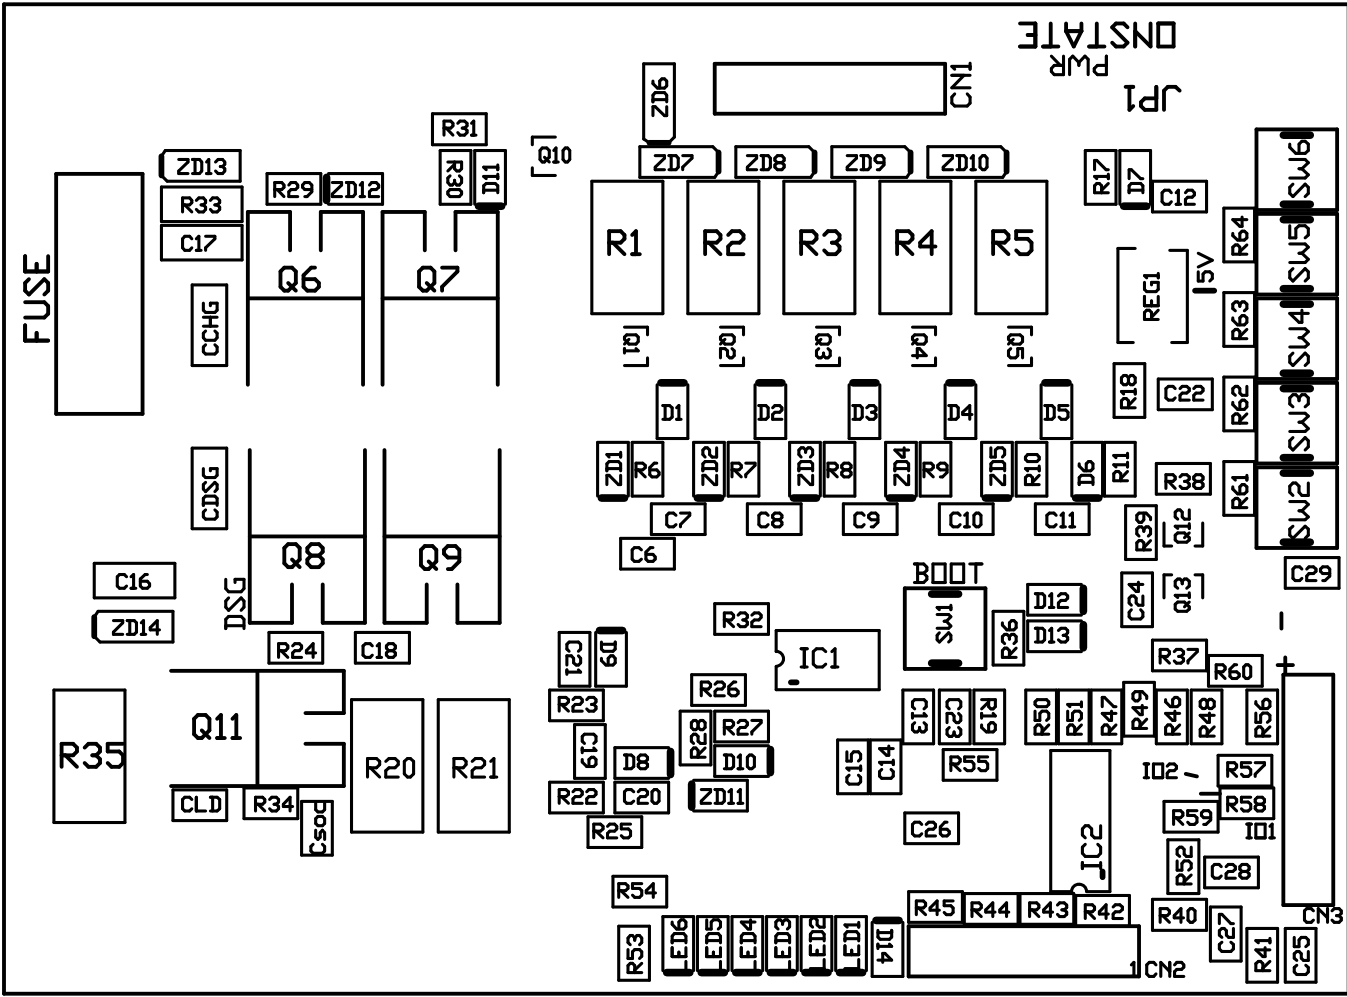 ONSTATE
PWR
JP1
CN1
ZD6
R31
Q10
ZD13
ZD7
ZD8
ZD9
ZD10
R29
ZD12
R30
D11
R17
D7
C12
SW6
R33
C17
R1
R2
R3
R4
R5
R64
SW5
FUSE
Q6
Q7
REG1
5V
CCHG
Q1
Q2
Q3
Q4
Q5
R63
SW4
R18
C22
R62
SW3
D1
D2
D3
D4
D5
CDSG
ZD1
R6
ZD2
R7
ZD3
R8
ZD4
R9
ZD5
R10
D6
R11
R38
R61
SW2
C7
C8
C9
C10
C11
R39
Q12
C6
Q8
Q9
C16
C29
DSG
BOOT
C24
Q13
ZD14
R32
SW1
R36
D12
D13
R24
C18
C21
D9
IC1
R37
R60
-
+
R23
R26
C13
C23
R19
R50
R51
R47
R49
R46
R48
R56
Q11
R35
R20
R21
C19
D8
R28
R27
D10
C15
C14
R55
IO2
R57
CLD
R34
Csod
R22
C20
ZD11
R59
R58
IO1
R25
C26
IC2
R52
C28
R54
R45
R44
R43
R42
R40
CN3
R53
LED6
LED5
LED4
LED3
LED2
LED1
D14
1 CN2
C27
R41
C25